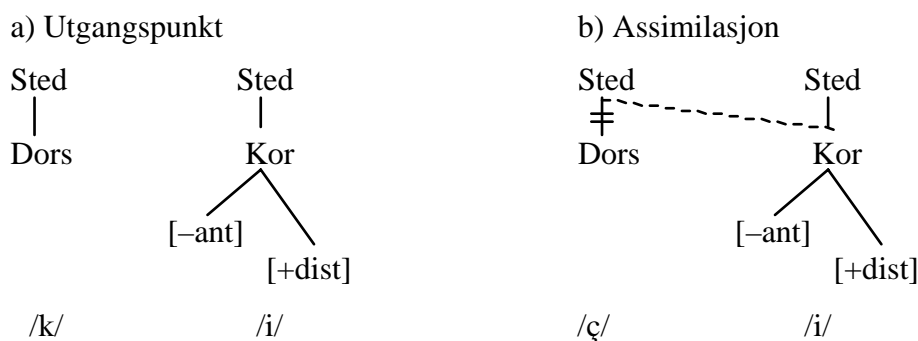 a) Utgangspunkt b) Assimilasjon
Sted Sted Sted Sted
Dors Kor Dors Kor
[–ant] [–ant]
[+dist] [+dist]
/k/ /i/ /ç/ /i/